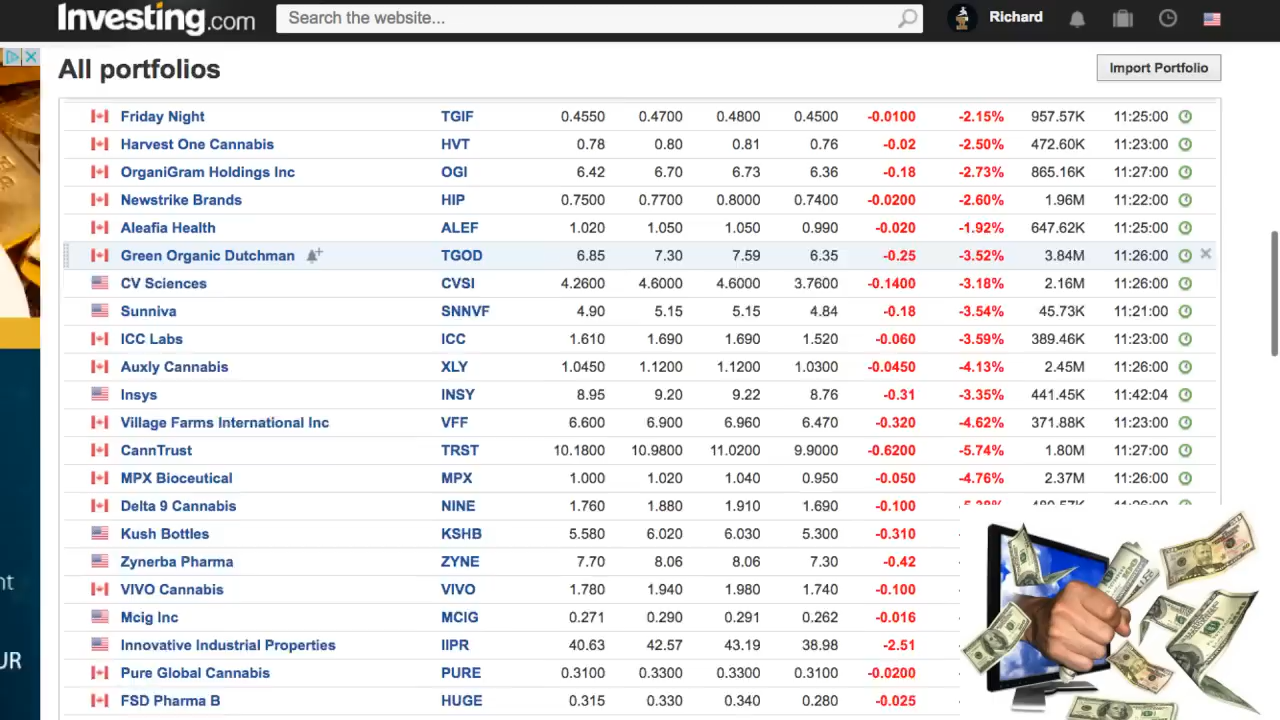 Investing.com Search the website... Richard
All portfolios Import Portfolio
Friday Night TGIF 0.4550 0.4700 0.4800 0.4500 -0.0100 -2.15% 957.57K 11:25:00
Harvest One Cannabis HVT 0.78 0.80 0.81 0.76 -0.02 -2.50% 472.60K 11:23:00
OrganiGram Holdings Inc OGI 6.42 6.70 6.73 6.36 -0.18 -2.73% 865.16K 11:27:00
Newstrike Brands HIP 0.7500 0.7700 0.8000 0.7400 -0.0200 -2.60% 1.96M 11:22:00
Aleafia Health ALEF 1.020 1.050 1.050 0.990 -0.020 -1.92% 647.62K 11:25:00
Green Organic Dutchman TGOD 6.85 7.30 7.59 6.35 -0.25 -3.52% 3.84M 11:26:00
CV Sciences CVSI 4.2600 4.6000 4.6000 3.7600 -0.1400 -3.18% 2.16M 11:26:00
Sunniva SNNVF 4.90 5.15 5.15 4.84 -0.18 -3.54% 45.73K 11:21:00
ICC Labs ICC 1.610 1.690 1.690 1.520 -0.060 -3.59% 389.46K 11:23:00
Auxly Cannabis XLY 1.0450 1.1200 1.1200 1.0300 -0.0450 -4.13% 2.45M 11:26:00
Insys INSY 8.95 9.20 9.22 8.76 -0.31 -3.35% 441.45K 11:42:04
Village Farms International Inc VFF 6.600 6.900 6.960 6.470 -0.320 -4.62% 371.88K 11:23:00
CannTrust TRST 10.1800 10.9800 11.0200 9.9000 -0.6200 -5.74% 1.80M 11:27:00
MPX Bioceutical MPX 1.000 1.020 1.040 0.950 -0.050 -4.76% 2.37M 11:26:00
Delta 9 Cannabis NINE 1.760 1.880 1.910 1.690 -0.100
Kush Bottles KSHB 5.580 6.020 6.030 5.300 -0.310
Zynerba Pharma ZYNE 7.70 8.06 8.06 7.30 -0.42
VIVO Cannabis VIVO 1.780 1.940 1.980 1.740 -0.100
Mcig Inc MCIG 0.271 0.290 0.291 0.262 -0.016
Innovative Industrial Properties IIPR 40.63 42.57 43.19 38.98 -2.51
Pure Global Cannabis PURE 0.3100 0.3300 0.3300 0.3100 -0.0200
FSD Pharma B HUGE 0.315 0.330 0.340 0.280 -0.025